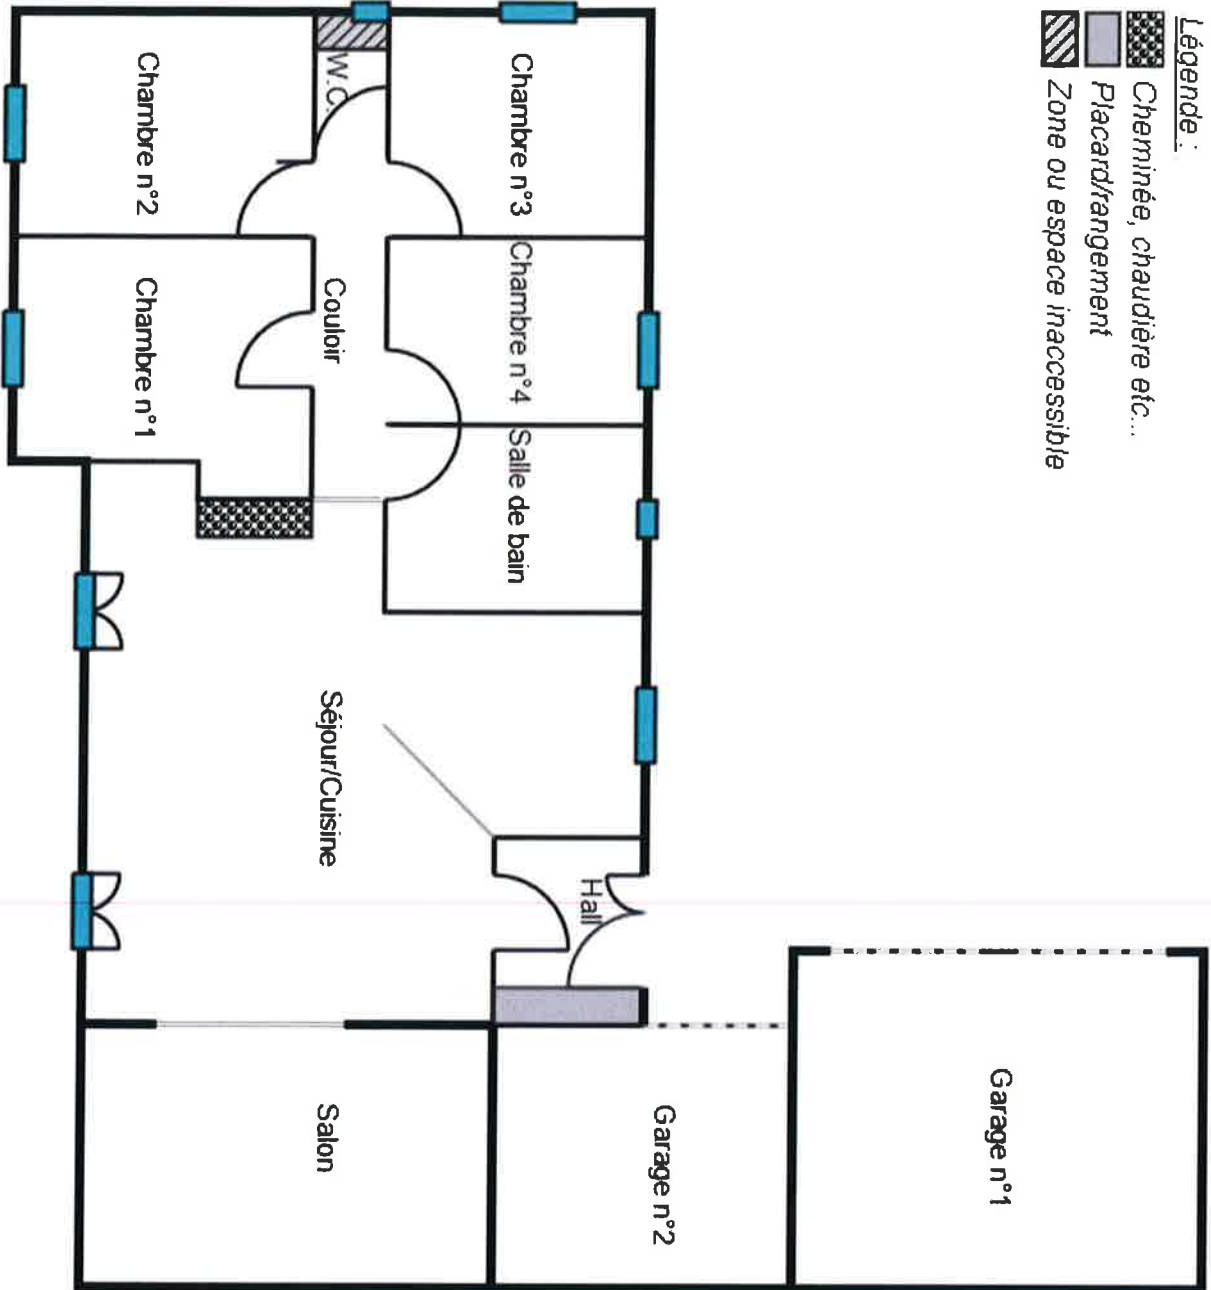 Légende :
Cheminée, chaudière etc...
Placard/rangement
Zone ou espace inaccessible
Chambre n°3
Chambre n°4
Salle de bain
W.C.
Couloir
Chambre n°2
Chambre n°1
Séjour/Cuisine
Hall
Garage n°1
Garage n°2
Salon